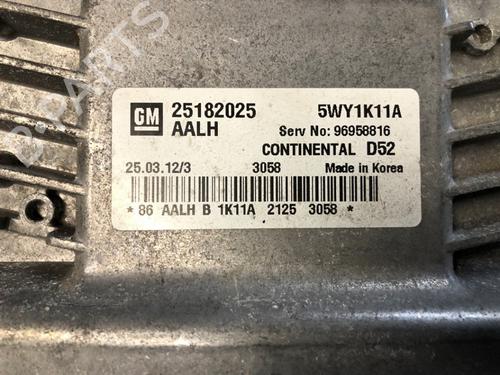 B-PARTS
GM 25182025 5WY1K11A
AALH Serv No: 96958816
CONTINENTAL D52
25.03.12/3 3058 Made in Korea
* 86 AALH B 1K11A 2125 3058 *